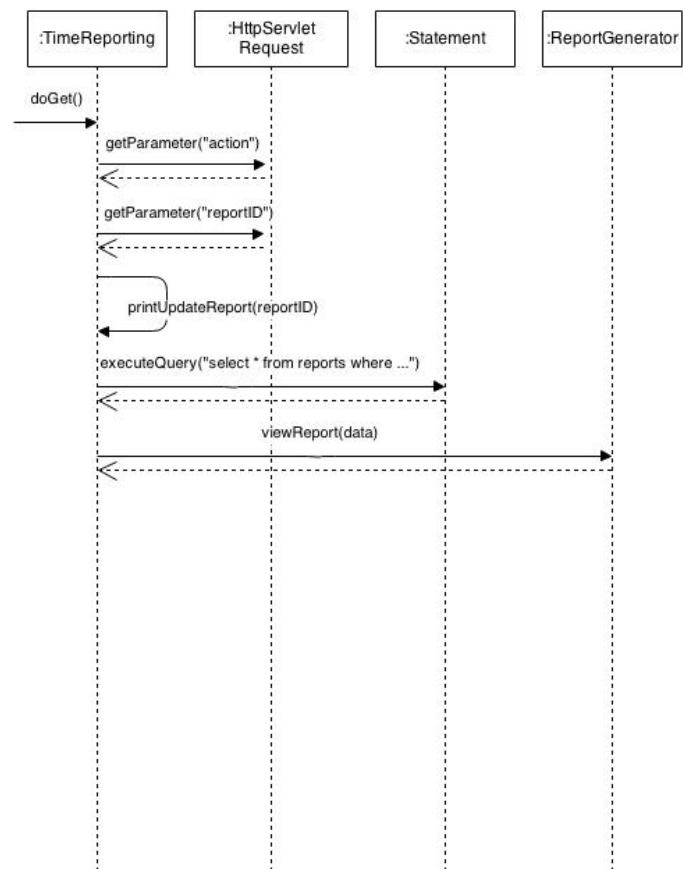 :TimeReporting
:HttpServlet
Request
:Statement
:ReportGenerator
doGet()
getParameter("action")
getParameter("reportID")
printUpdateReport(reportID)
executeQuery("select * from reports where ...")
viewReport(data)